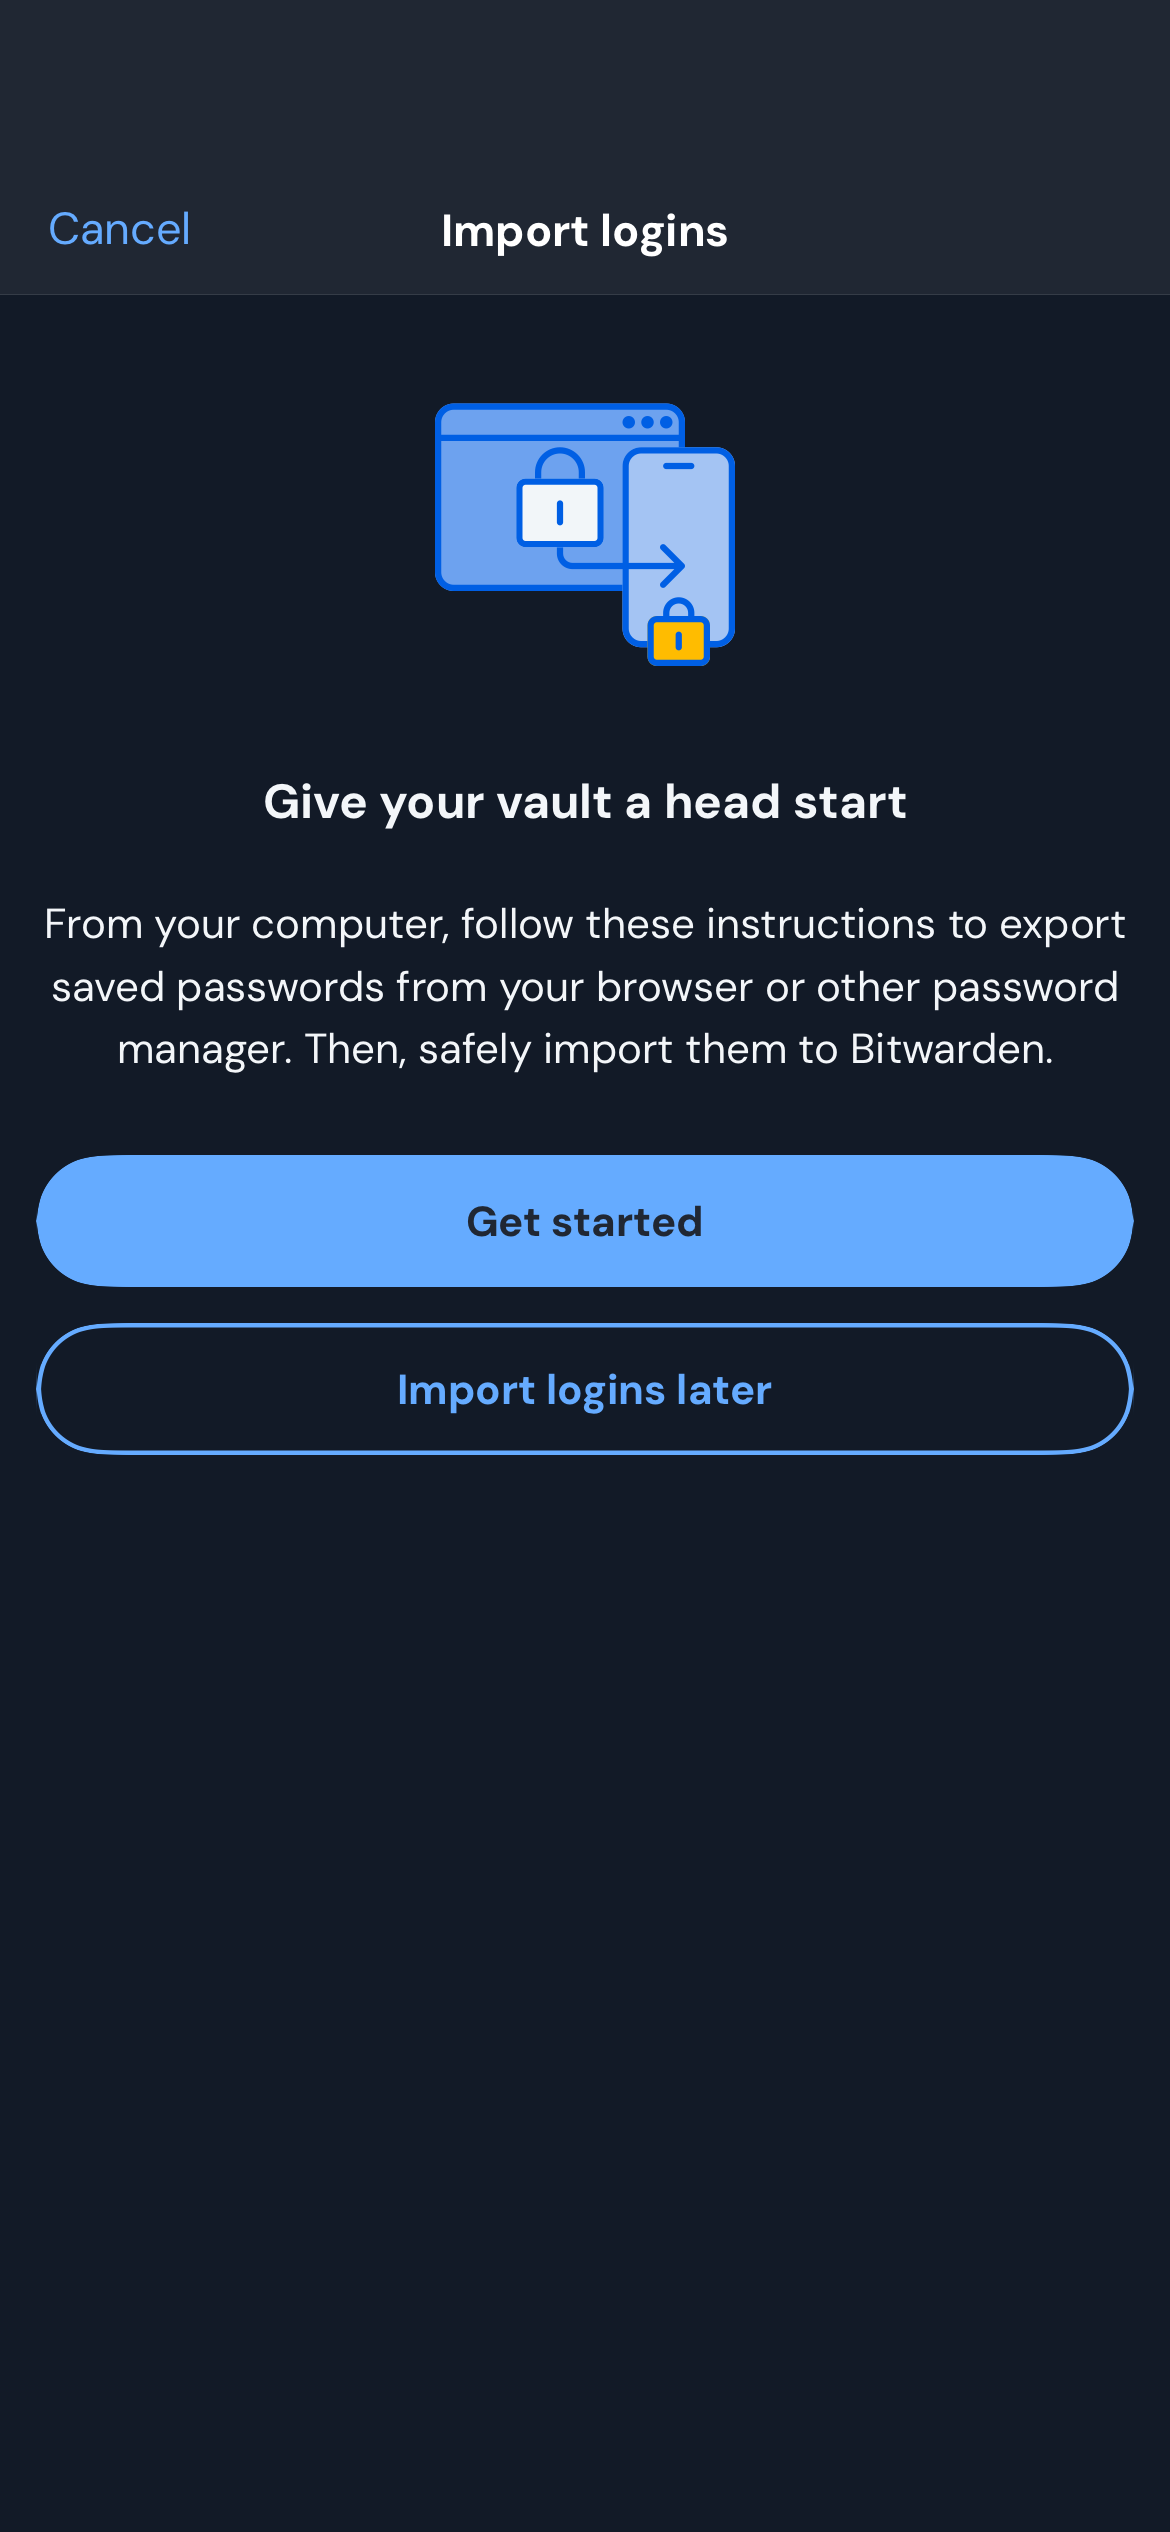 Cancel
Import logins
Give your vault a head start
From your computer, follow these instructions to export
saved passwords from your browser or other password
manager. Then, safely import them to Bitwarden.
Get started
Import logins later